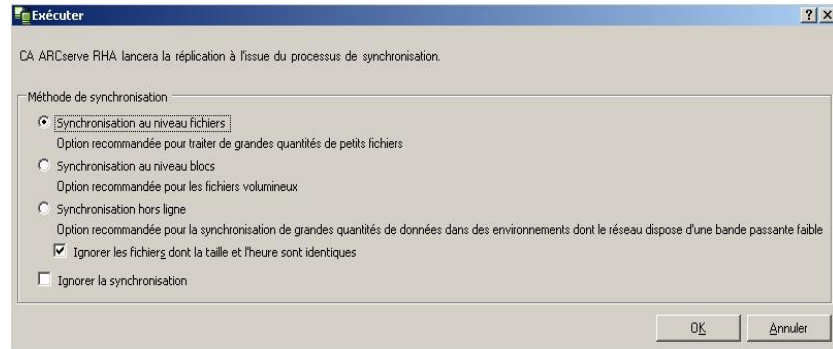 Exécuter
CA ARCserve RHA lancera la réplication à l'issue du processus de synchronisation.
Méthode de synchronisation
Synchronisation au niveau fichiers
Option recommandée pour traiter de grandes quantités de petits fichiers
Synchronisation au niveau blocs
Option recommandée pour les fichiers volumineux
Synchronisation hors ligne
Option recommandée pour la synchronisation de grandes quantités de données dans des environnements dont le réseau dispose d'une bande passante faible
Ignorer les fichiers dont la taille et l'heure sont identiques
Ignorer la synchronisation
OK Annuler